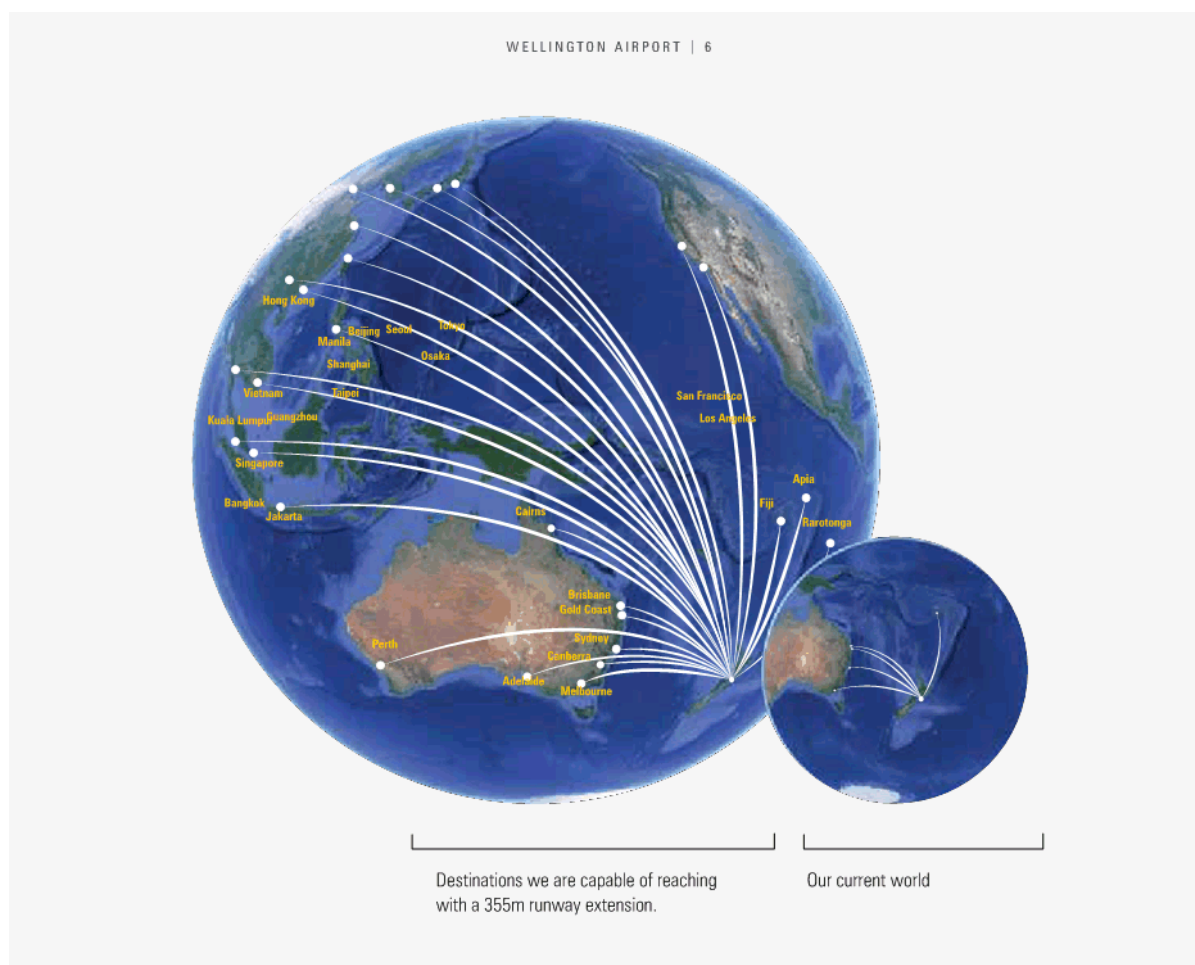 WELLINGTON AIRPORT | 6
Hong Kong
Beijing
Seoul
Tokyo
Manila
Osaka
Shanghai
Vietnam
Taipei
San Francisco
Kuala Lumpur
Guangzhou
Los Angeles
Singapore
Apia
Bangkok
Fiji
Jakarta
Cairns
Rarotonga
Brisbane
Gold Coast
Sydney
Perth
Canberra
Adelaide
Melbourne
Destinations we are capable of reaching
with a 355m runway extension.
Our current world